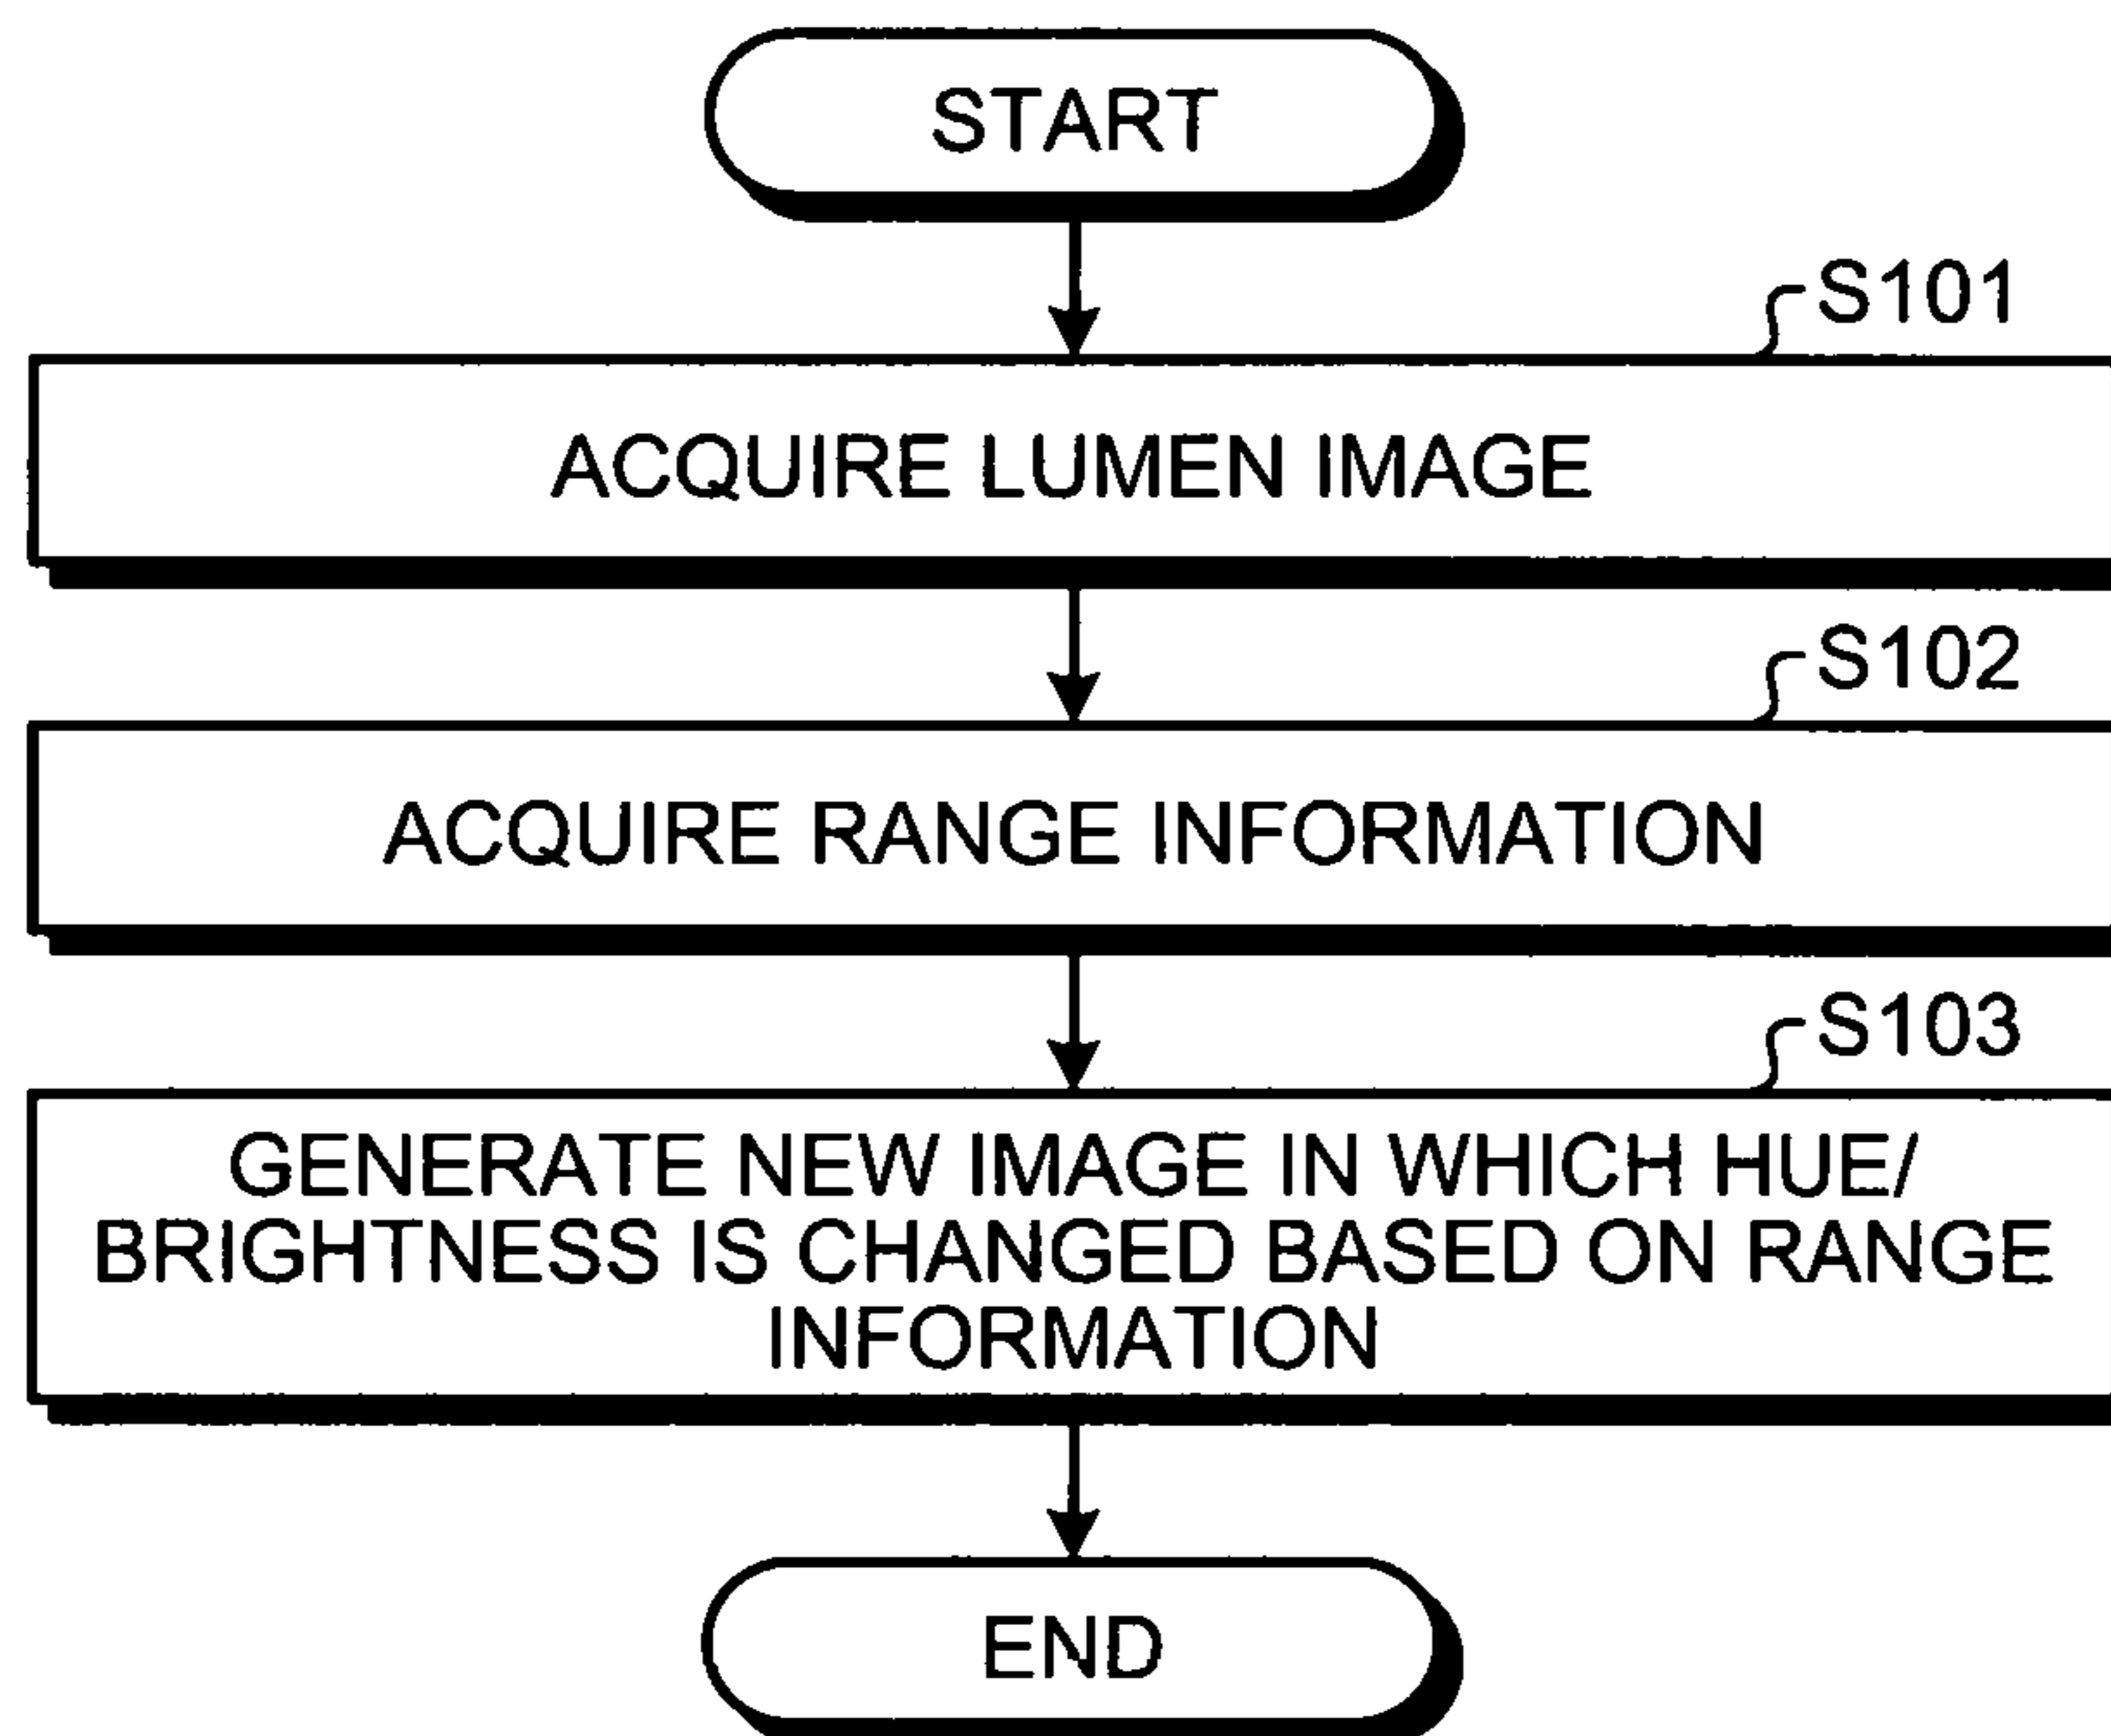 START
S101
ACQUIRE LUMEN IMAGE
S102
ACQUIRE RANGE INFORMATION
S103
GENERATE NEW IMAGE IN WHICH HUE/
BRIGHTNESS IS CHANGED BASED ON RANGE
INFORMATION
END